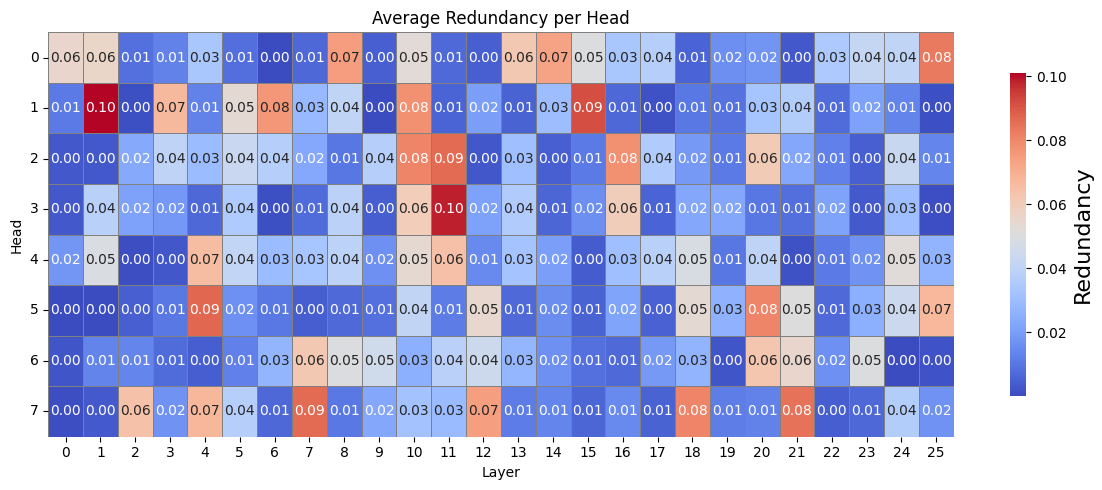 Average Redundancy per Head
0 0.06 0.06 0.01 0.01 0.03 0.01 0.00 0.01 0.07 0.00 0.05 0.01 0.00 0.06 0.07 0.05 0.03 0.04 0.01 0.02 0.02 0.00 0.03 0.04 0.04 0.08
1 0.01 0.10 0.00 0.07 0.01 0.05 0.08 0.03 0.04 0.00 0.08 0.01 0.02 0.01 0.03 0.09 0.01 0.00 0.01 0.01 0.03 0.04 0.01 0.02 0.01 0.00
2 0.00 0.00 0.02 0.04 0.03 0.04 0.04 0.02 0.01 0.04 0.08 0.09 0.00 0.03 0.00 0.01 0.08 0.04 0.02 0.01 0.06 0.02 0.01 0.00 0.04 0.01
3 0.00 0.04 0.02 0.02 0.01 0.04 0.00 0.01 0.04 0.00 0.06 0.10 0.02 0.04 0.01 0.02 0.06 0.01 0.02 0.02 0.01 0.01 0.02 0.00 0.03 0.00
4 0.02 0.05 0.00 0.00 0.07 0.04 0.03 0.03 0.04 0.02 0.05 0.06 0.01 0.03 0.02 0.00 0.03 0.04 0.05 0.01 0.04 0.00 0.01 0.02 0.05 0.03
5 0.00 0.00 0.00 0.01 0.09 0.02 0.01 0.00 0.01 0.01 0.04 0.01 0.05 0.01 0.02 0.01 0.02 0.00 0.05 0.03 0.08 0.05 0.01 0.03 0.04 0.07
6 0.00 0.01 0.01 0.01 0.00 0.01 0.03 0.06 0.05 0.05 0.03 0.04 0.04 0.03 0.02 0.01 0.01 0.02 0.03 0.00 0.06 0.06 0.02 0.05 0.00 0.00
7 0.00 0.00 0.06 0.02 0.07 0.04 0.01 0.09 0.01 0.02 0.03 0.03 0.07 0.01 0.01 0.01 0.01 0.01 0.08 0.01 0.01 0.08 0.00 0.01 0.04 0.02
0 1 2 3 4 5 6 7 8 9 10 11 12 13 14 15 16 17 18 19 20 21 22 23 24 25
Layer
Head
0.10
0.08
0.06
0.04
0.02
Redundancy